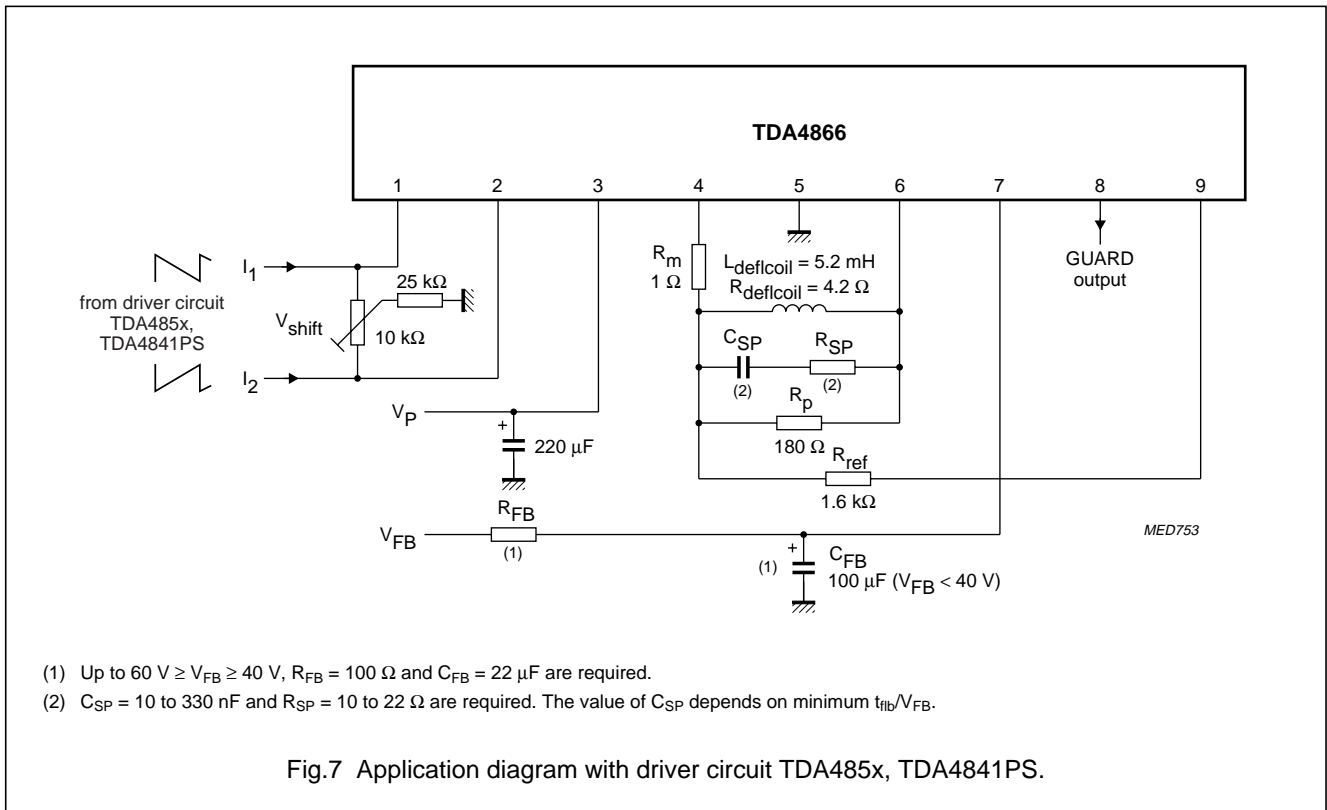 TDA4866
1 2 3 4 5 6 7 8 9
I1
I2
from driver circuit
TDA485x,
TDA4841PS
Vshift
25 kΩ
10 kΩ
VP
+
220 μF
Rm
1 Ω
Ldeflcoil = 5.2 mH
Rdeflcoil = 4.2 Ω
CSP
(2)
RSP
(2)
Rp
180 Ω
Rref
1.6 kΩ
GUARD
output
VFB
RFB
(1)
(1)
+
CFB
100 μF (VFB < 40 V)
MED753
(1) Up to 60 V ≥ VFB ≥ 40 V, RFB = 100 Ω and CFB = 22 μF are required.
(2) CSP = 10 to 330 nF and RSP = 10 to 22 Ω are required. The value of CSP depends on minimum tflb/VFB.
Fig.7 Application diagram with driver circuit TDA485x, TDA4841PS.